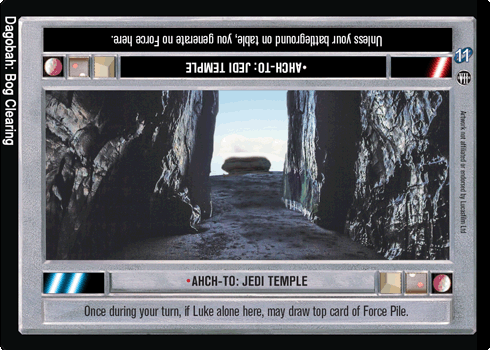 Unless your battleground on table, you generate no Force here.
•AHCH-TO: JEDI TEMPLE
Dagobah: Bog Clearing
11
Artwork not affiliated or endorsed by Lucasfilm Ltd
•AHCH-TO: JEDI TEMPLE
Once during your turn, if Luke alone here, may draw top card of Force Pile.